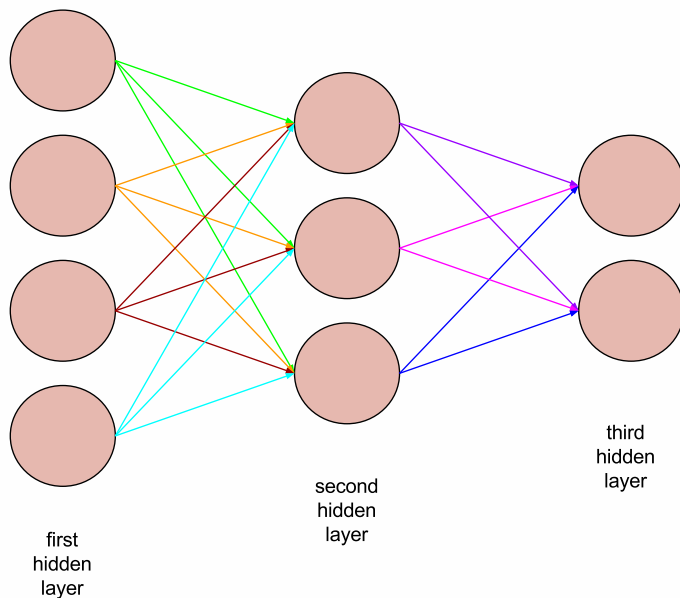 first
hidden
layer
second
hidden
layer
third
hidden
layer